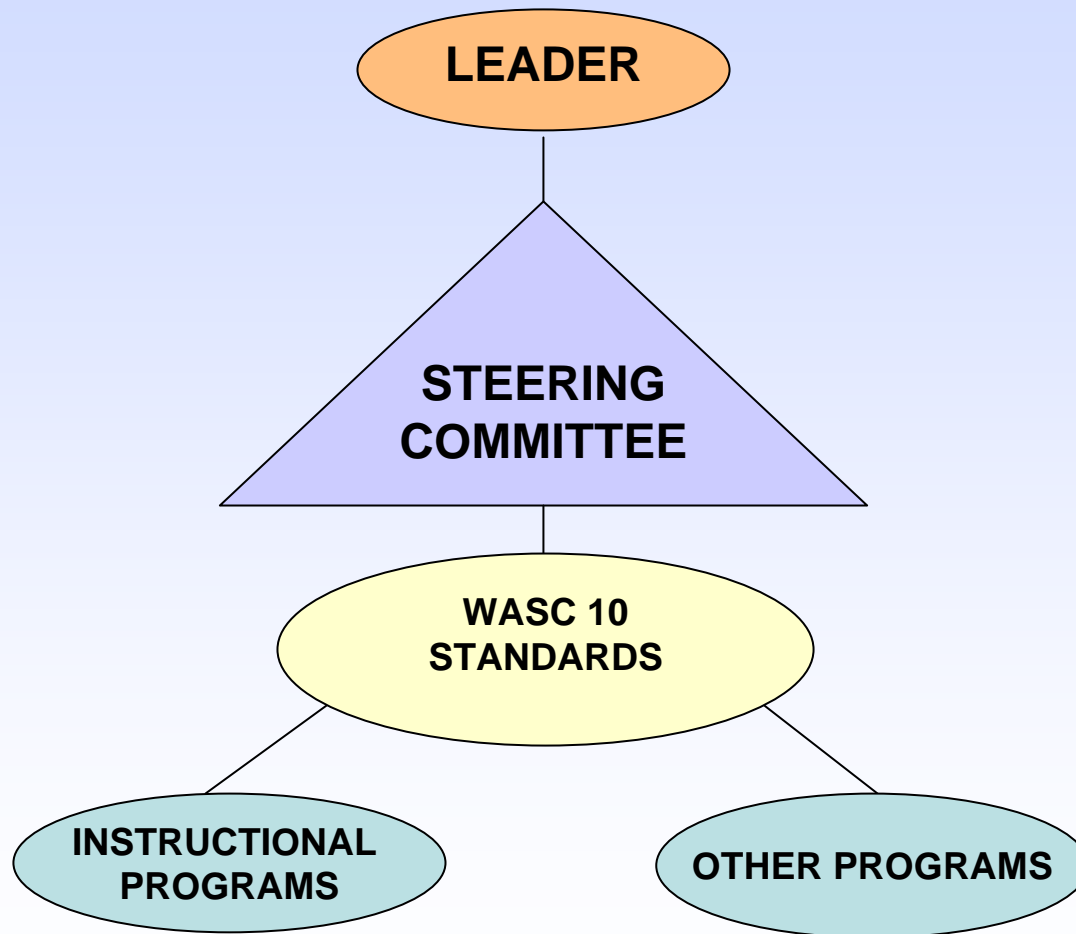 LEADER
STEERING
COMMITTEE
WASC 10
STANDARDS
INSTRUCTIONAL
PROGRAMS
OTHER PROGRAMS